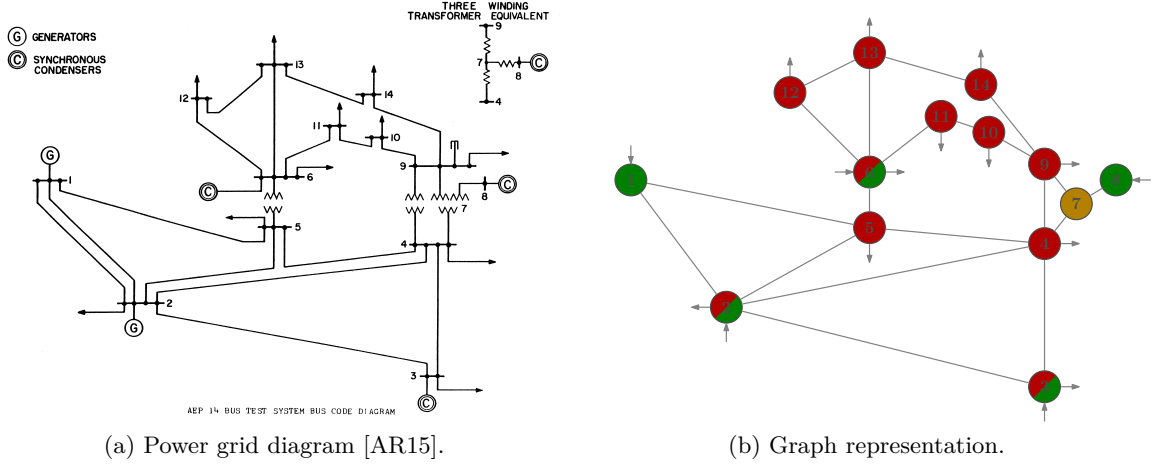 THREE WINDING
TRANSFORMER EQUIVALENT
G GENERATORS
C SYNCHRONOUS
CONDENSERS
9
7
8
C
4
13
12
14
11
10
G
1
9
6
C
C
8
7
5
4
2
G
3
C
AEP 14 BUS TEST SYSTEM BUS CODE DIAGRAM
(a) Power grid diagram [AR15].
13
12
14
11
10
9
6
1
8
7
5
4
2
3
(b) Graph representation.